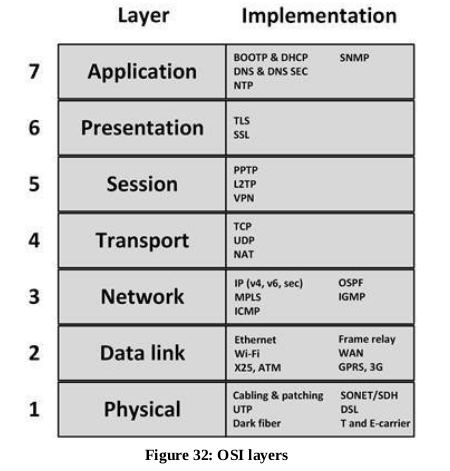 Layer Implementation
7 Application BOOTP & DHCP SNMP
DNS & DNS SEC
NTP
6 Presentation TLS
SSL
5 Session PPTP
L2TP
VPN
4 Transport TCP
UDP
NAT
3 Network IP (v4, v6, sec) OSPF
MPLS IGMP
ICMP
2 Data link Ethernet Frame relay
Wi-Fi WAN
X25, ATM GPRS, 3G
1 Physical Cabling & patching SONET/SDH
UTP DSL
Dark fiber T and E-carrier
Figure 32: OSI layers